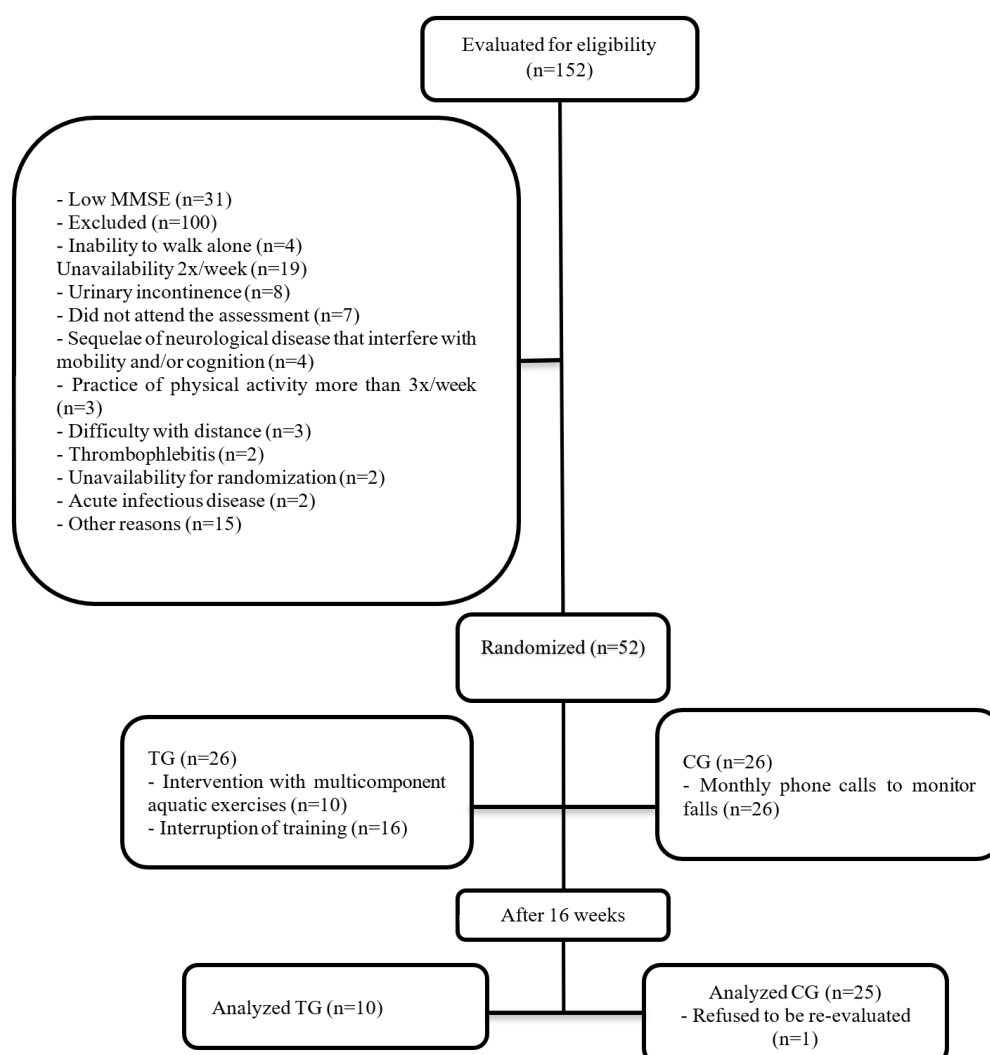 Evaluated for eligibility
(n=152)
- Low MMSE (n=31)
- Excluded (n=100)
- Inability to walk alone (n=4)
Unavailability 2x/week (n=19)
- Urinary incontinence (n=8)
- Did not attend the assessment (n=7)
- Sequelae of neurological disease that interfere with
mobility and/or cognition (n=4)
- Practice of physical activity more than 3x/week
(n=3)
- Difficulty with distance (n=3)
- Thrombophlebitis (n=2)
- Unavailability for randomization (n=2)
- Acute infectious disease (n=2)
- Other reasons (n=15)
Randomized (n=52)
TG (n=26)
- Intervention with multicomponent
aquatic exercises (n=10)
- Interruption of training (n=16)
CG (n=26)
- Monthly phone calls to monitor
falls (n=26)
After 16 weeks
Analyzed TG (n=10)
Analyzed CG (n=25)
- Refused to be re-evaluated
(n=1)